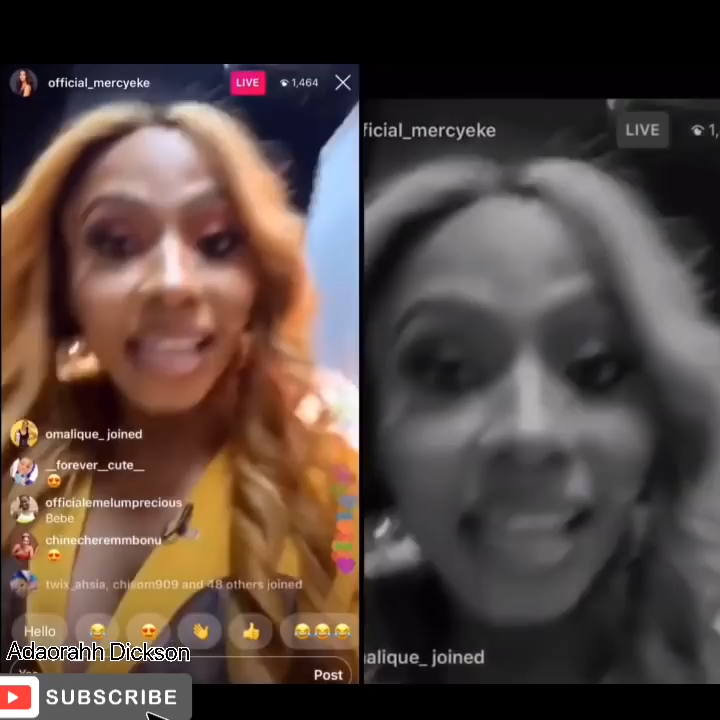 official_mercyeke LIVE 1,464
ficial_mercyeke LIVE 1,
omalique_ joined
__forever__cute__
officialemelumprecious
Bebe
chinecheremmbonu
twix_ahsia, chisom909 and 48 others joined
Hello
Adaorahh Dickson
Post
SUBSCRIBE
alique_ joined